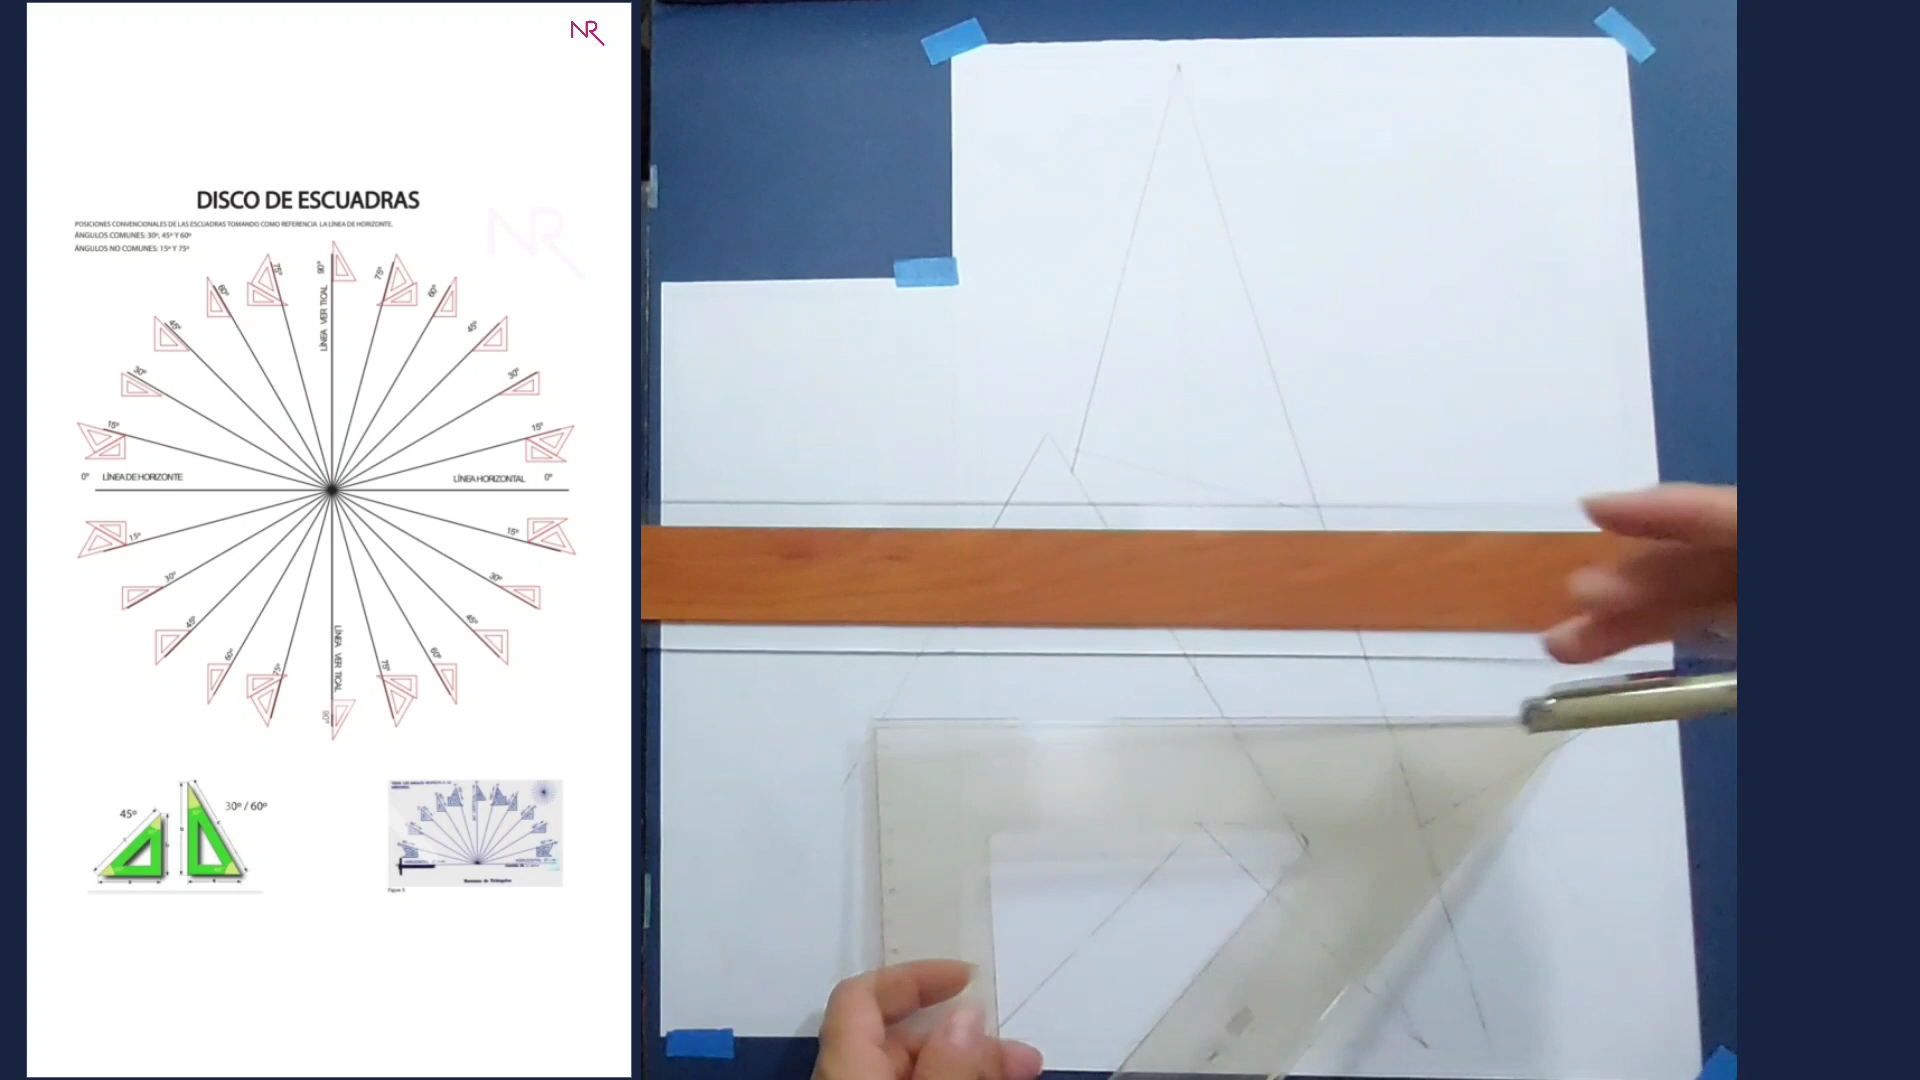 NR
DISCO DE ESCUADRAS
POSICIONES CONVENCIONALES DE LAS ESCUADRAS TOMANDO COMO REFERENCIA LA LÍNEA DE HORIZONTE.
ÁNGULOS COMUNES: 30º, 45º Y 60º
ÁNGULOS NO COMUNES: 15º Y 75º
NR
75º
90º
75º
60º
60º
LÍNEA VERTICAL
45º
45º
30º
30º
15º
15º
0º LÍNEA DE HORIZONTE
LÍNEA HORIZONTAL 0º
15º
15º
30º
30º
45º
45º
60º
60º
75º
75º
LÍNEA VERTICAL
90º
45º
30º / 60º